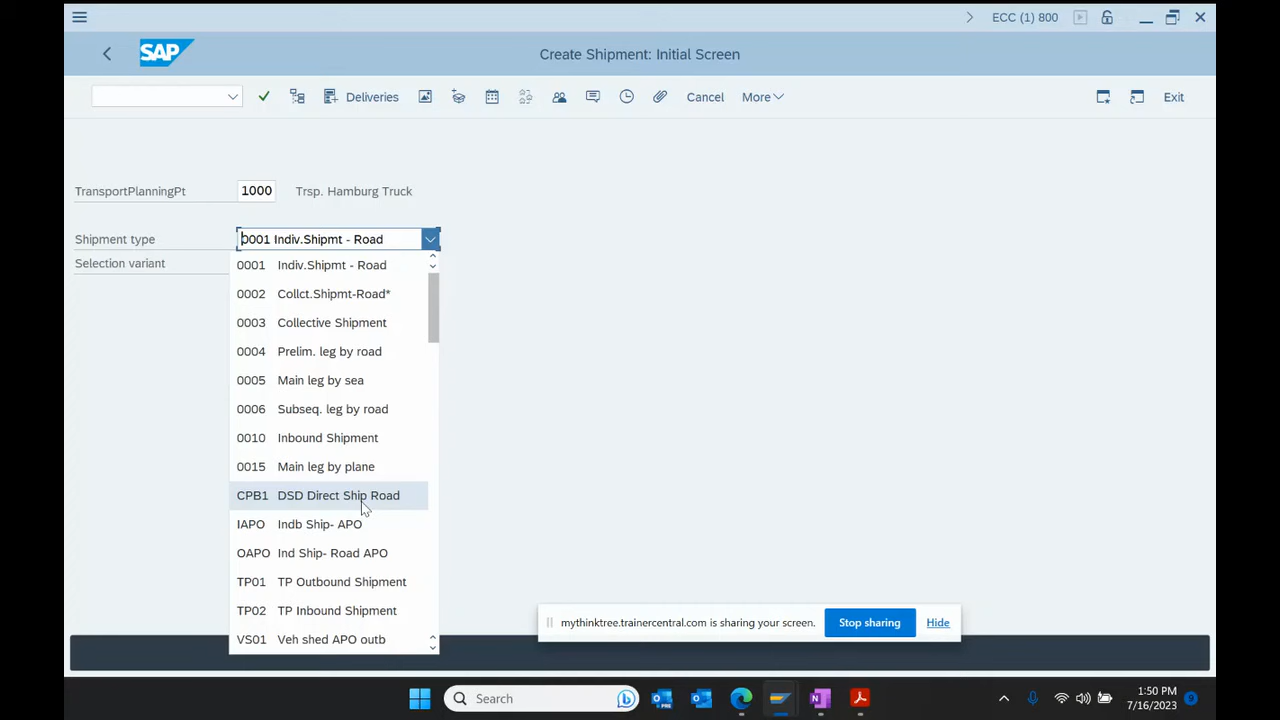 ECC (1) 800
SAP
Create Shipment: Initial Screen
Deliveries Cancel More Exit
TransportPlanningPt 1000 Trsp. Hamburg Truck
Shipment type 0001 Indiv.Shipmt - Road
Selection variant
0001 Indiv.Shipmt - Road
0002 Collct.Shipmt-Road*
0003 Collective Shipment
0004 Prelim. leg by road
0005 Main leg by sea
0006 Subseq. leg by road
0010 Inbound Shipment
0015 Main leg by plane
CPB1 DSD Direct Ship Road
IAPO Indb Ship- APO
OAPO Ind Ship- Road APO
TP01 TP Outbound Shipment
TP02 TP Inbound Shipment
VS01 Veh shed APO outb
mythinktree.trainercentral.com is sharing your screen. Stop sharing Hide
Search
PRE
1:50 PM
7/16/2023